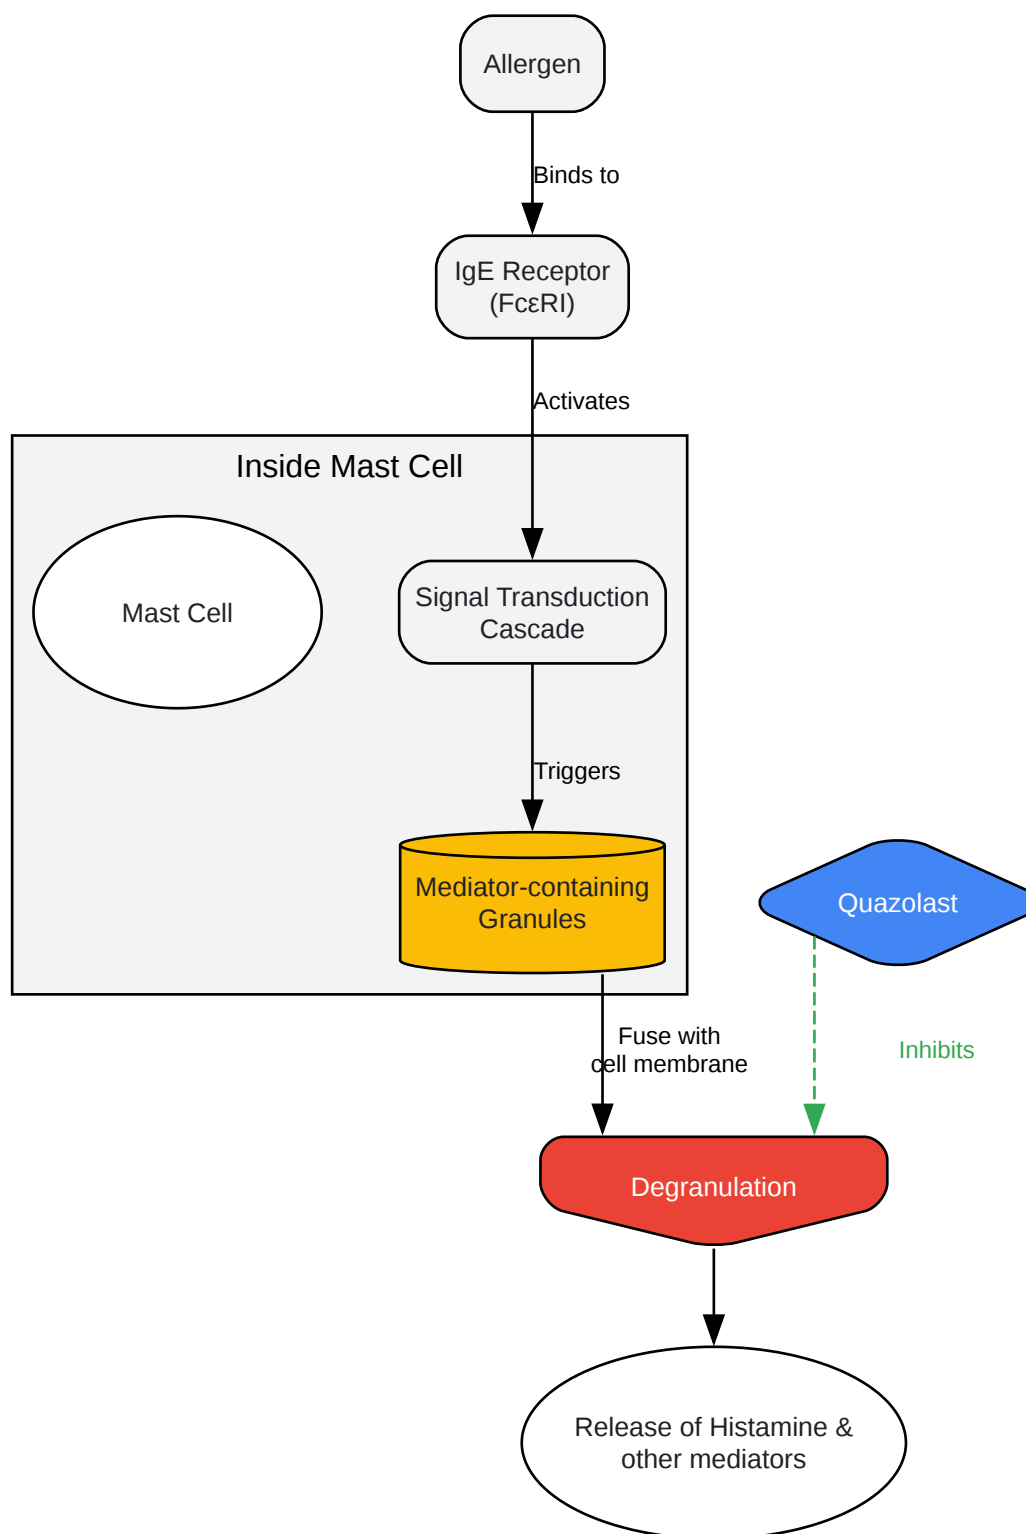 Allergen
Binds to
IgE Receptor
(FcεRI)
Activates
Inside Mast Cell
Mast Cell
Signal Transduction
Cascade
Triggers
Mediator-containing
Granules
Quazolast
Fuse with
cell membrane
Inhibits
Degranulation
Release of Histamine &
other mediators